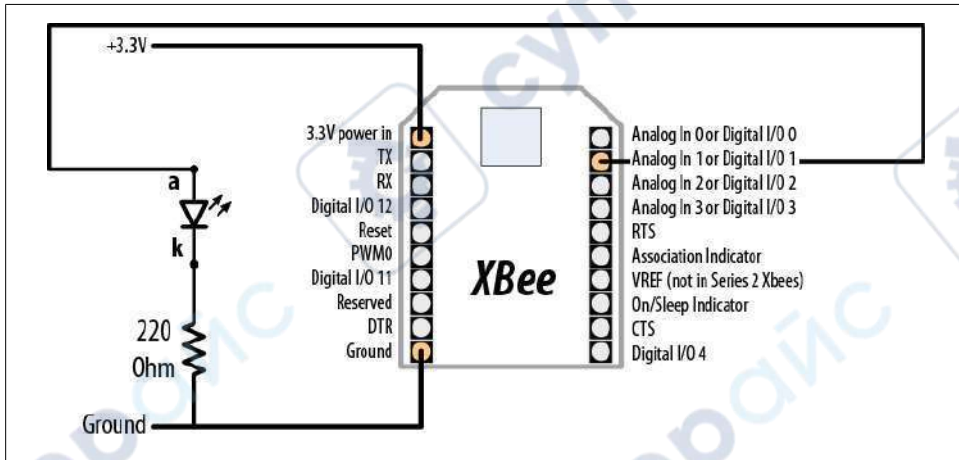 +3.3V
3.3V power in
TX
RX
Digital I/O 12
Reset
PWM0
Digital I/O 11
Reserved
DTR
Ground
Analog In 0 or Digital I/O 0
Analog In 1 or Digital I/O 1
Analog In 2 or Digital I/O 2
Analog In 3 or Digital I/O 3
RTS
Association Indicator
VREF (not in Series 2 Xbees)
On/Sleep Indicator
CTS
Digital I/O 4
XBee
a
k
220
Ohm
Ground